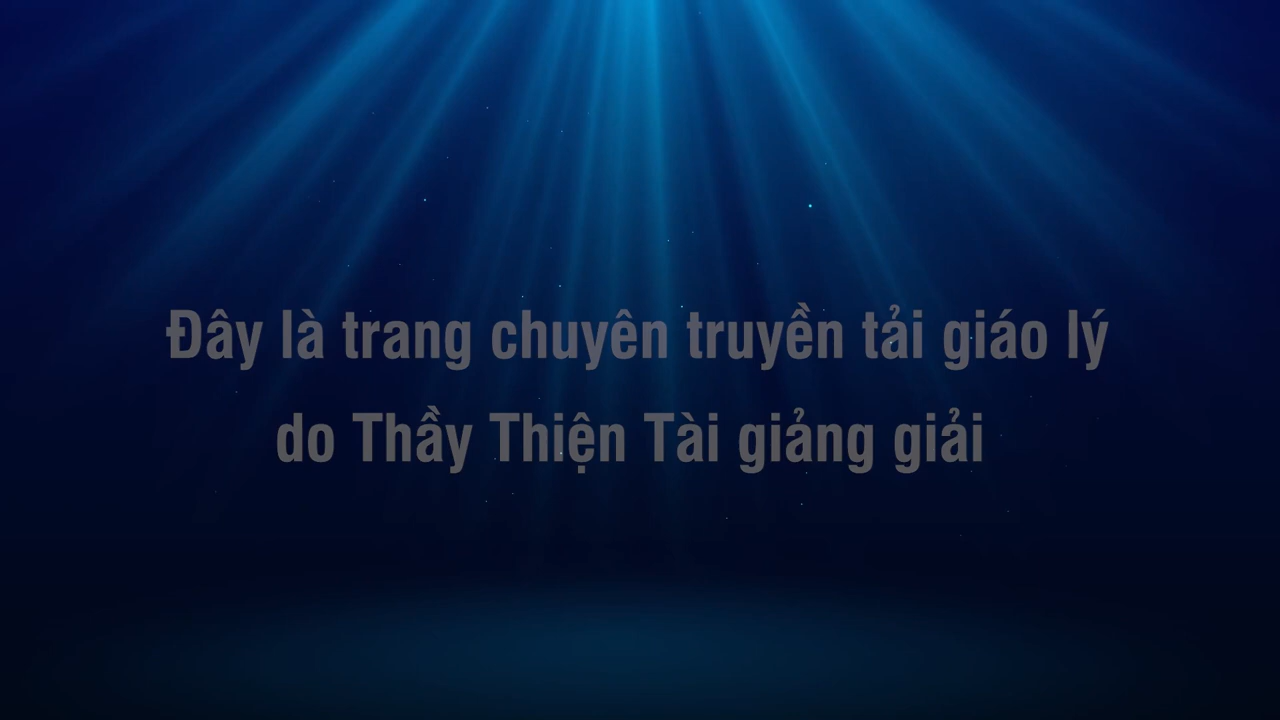 Đây là trang chuyên truyền tải giáo lý
do Thầy Thiện Tài giảng giải